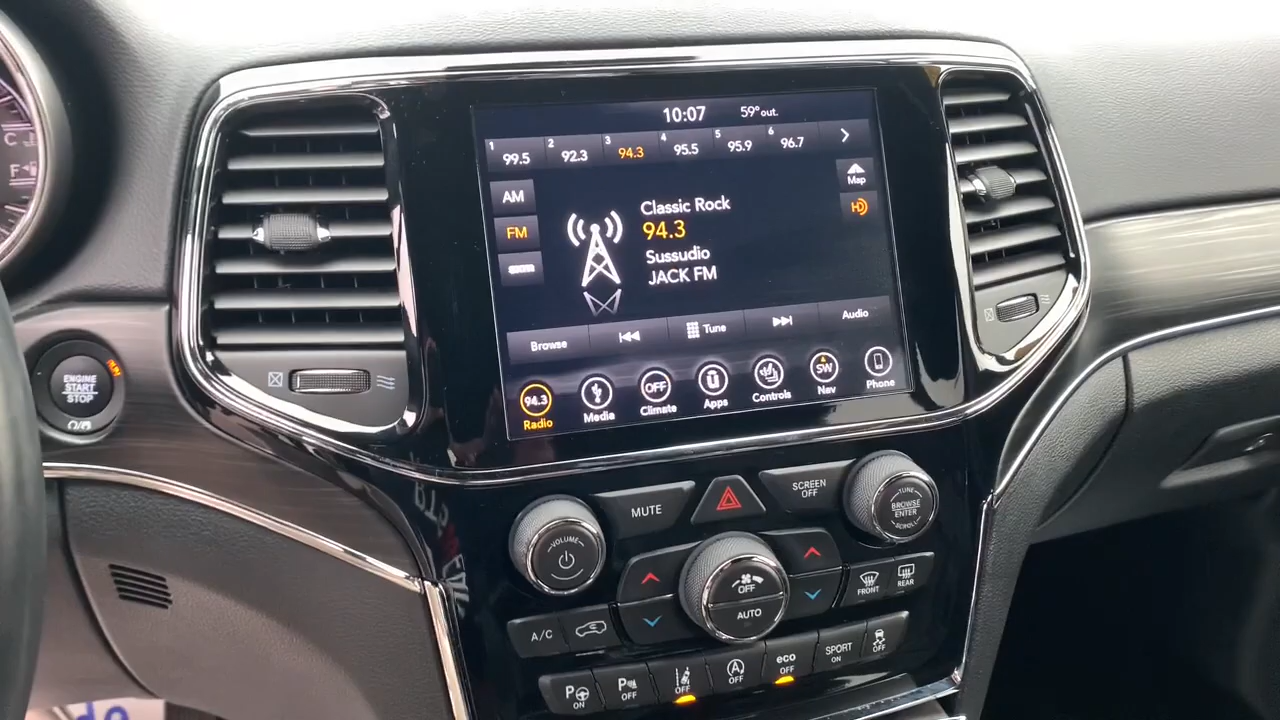 10:07
59° out.
1 99.5
2 92.3
3 94.3
4 95.5
5 95.9
6 96.7
AM
FM
Map
HD
Classic Rock
94.3
Sussudio
JACK FM
Browse
Tune
Audio
94.3
Radio
Media
OFF
Climate
Apps
Controls
SW
Nav
Phone
C
F
ENGINE
START
STOP
RUN
VOLUME
MUTE
SCREEN
OFF
TUNE
BROWSE
ENTER
SCROLL
OFF
AUTO
FRONT
REAR
A/C
P
ON
P
OFF
OFF
A
OFF
eco
OFF
SPORT
ON
OFF